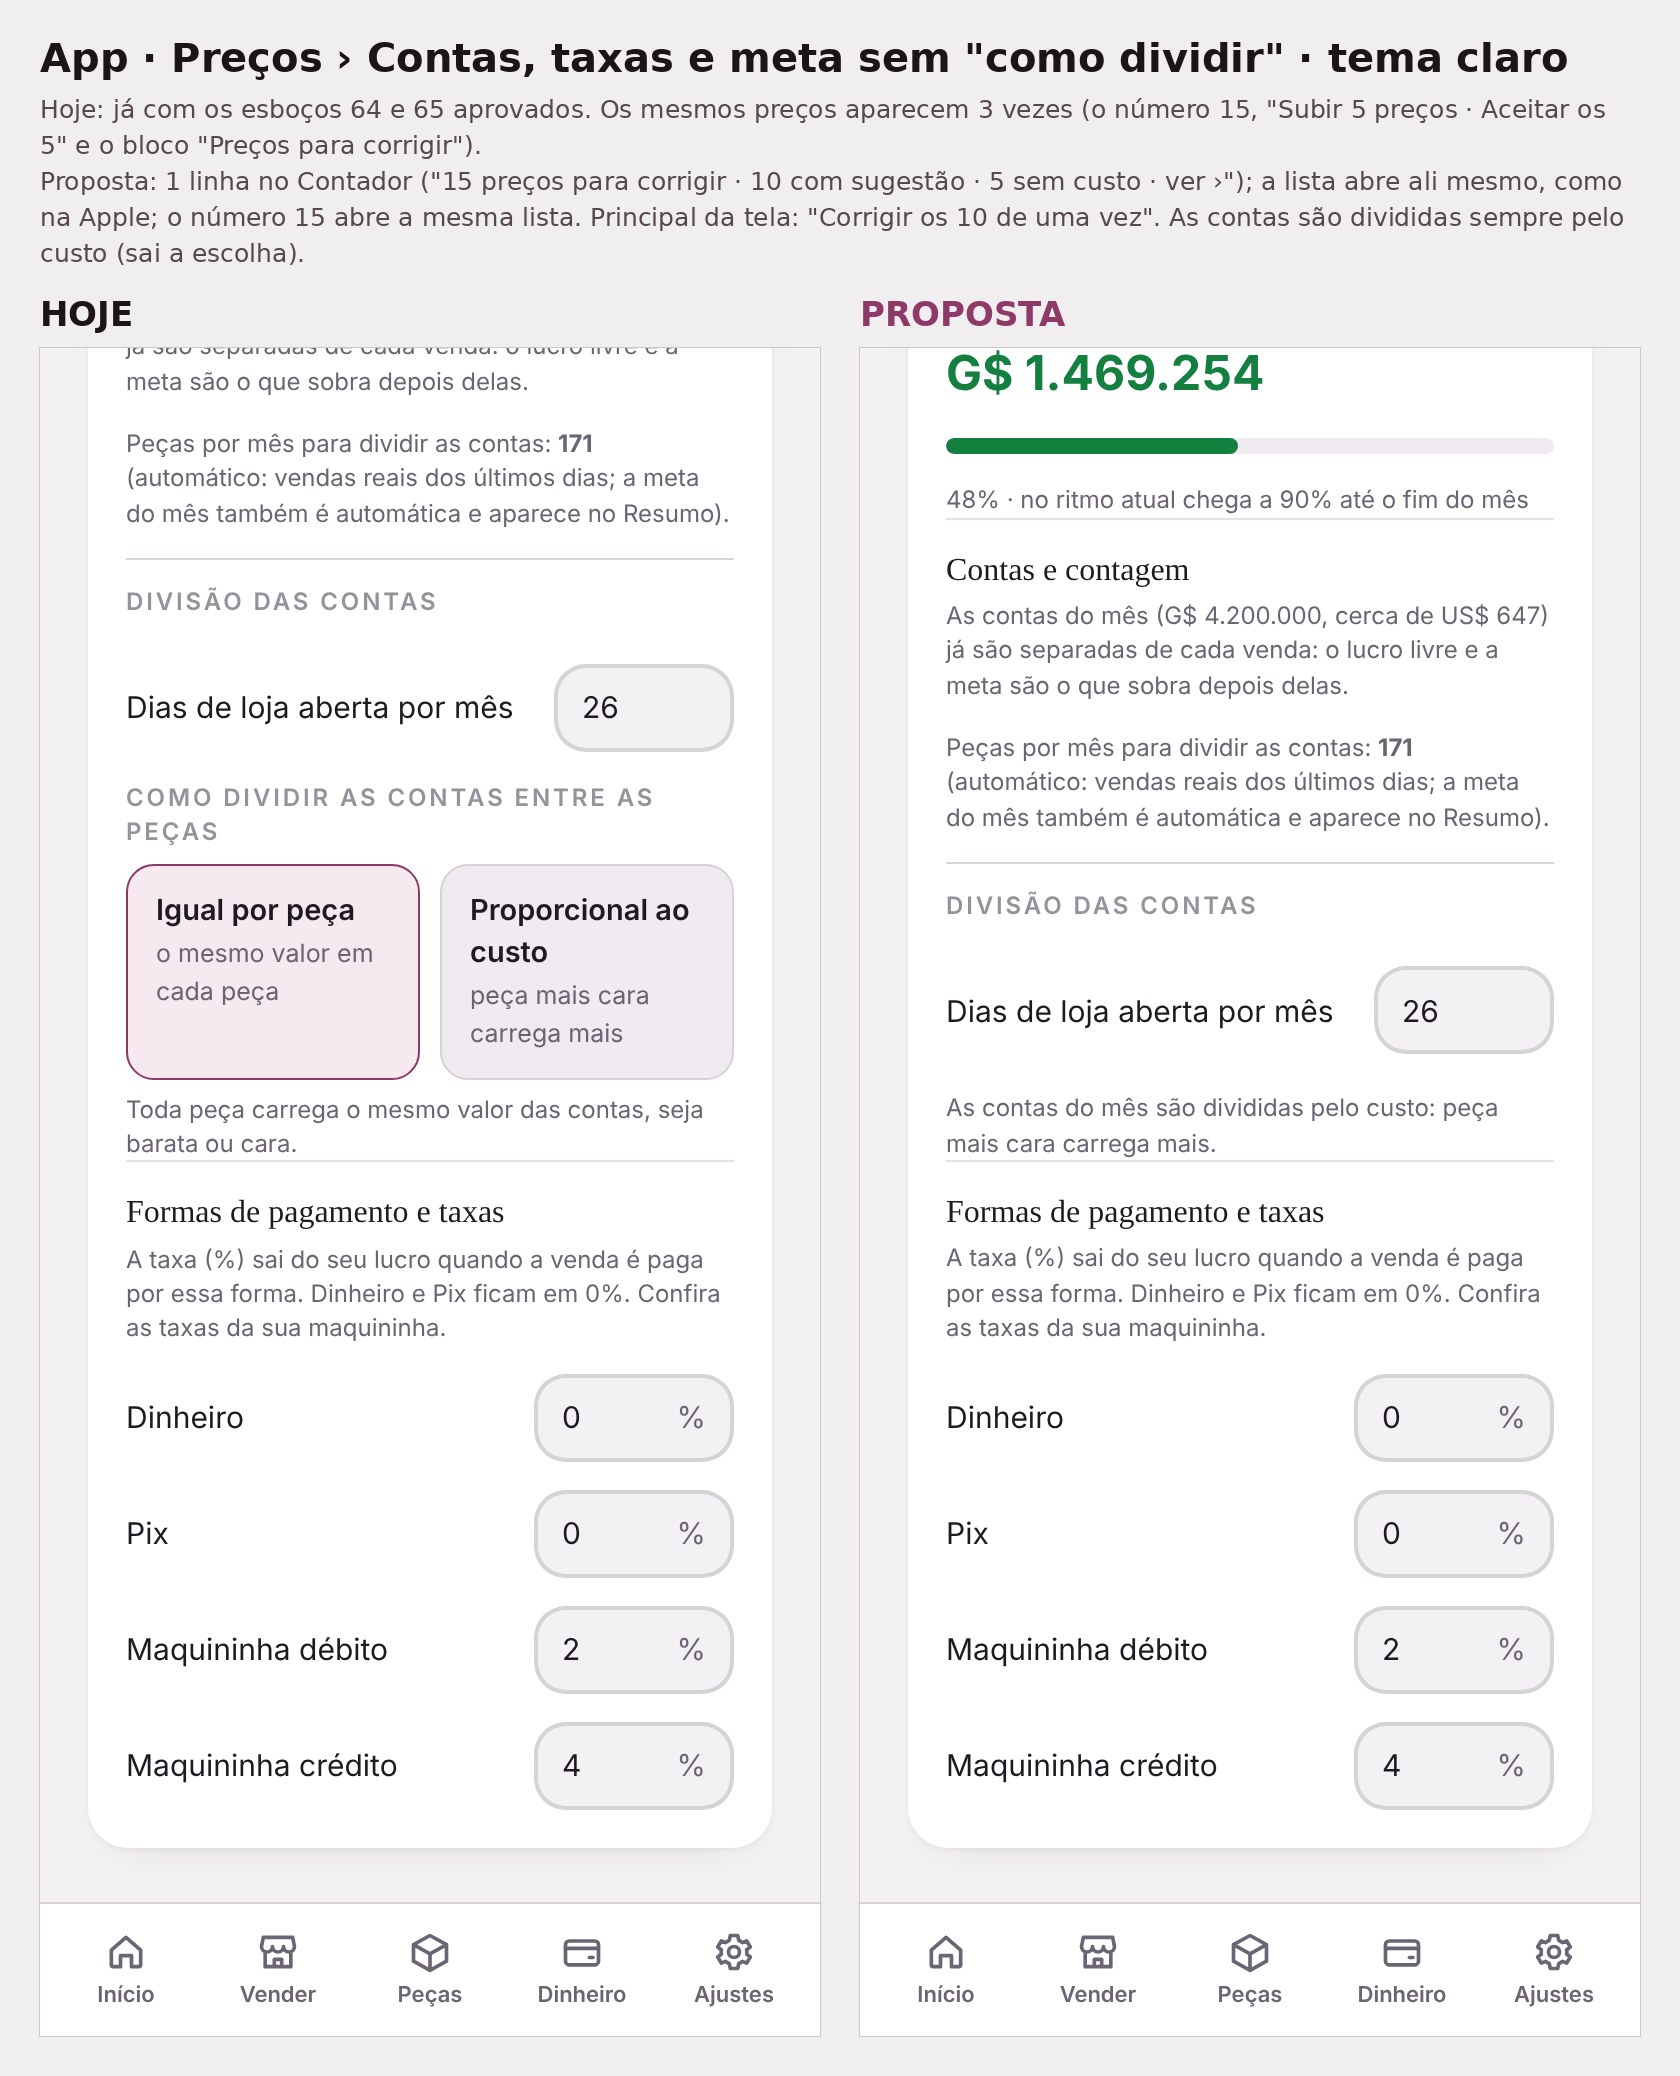 App · Preços › Contas, taxas e meta sem "como dividir" · tema claro
Hoje: já com os esboços 64 e 65 aprovados. Os mesmos preços aparecem 3 vezes (o número 15, "Subir 5 preços · Aceitar os
5" e o bloco "Preços para corrigir").
Proposta: 1 linha no Contador ("15 preços para corrigir · 10 com sugestão · 5 sem custo · ver ›"); a lista abre ali mesmo, como
na Apple; o número 15 abre a mesma lista. Principal da tela: "Corrigir os 10 de uma vez". As contas são divididas sempre pelo
custo (sai a escolha).
HOJE
já são separadas de cada venda: o lucro livre e a
meta são o que sobra depois delas.
Peças por mês para dividir as contas: 171
(automático: vendas reais dos últimos dias; a meta
do mês também é automática e aparece no Resumo).
DIVISÃO DAS CONTAS
Dias de loja aberta por mês 26
COMO DIVIDIR AS CONTAS ENTRE AS
PEÇAS
Igual por peça
o mesmo valor em
cada peça
Proporcional ao
custo
peça mais cara
carrega mais
Toda peça carrega o mesmo valor das contas, seja
barata ou cara.
Formas de pagamento e taxas
A taxa (%) sai do seu lucro quando a venda é paga
por essa forma. Dinheiro e Pix ficam em 0%. Confira
as taxas da sua maquininha.
Dinheiro 0 %
Pix 0 %
Maquininha débito 2 %
Maquininha crédito 4 %
Início Vender Peças Dinheiro Ajustes
PROPOSTA
G$ 1.469.254
48% · no ritmo atual chega a 90% até o fim do mês
Contas e contagem
As contas do mês (G$ 4.200.000, cerca de US$ 647)
já são separadas de cada venda: o lucro livre e a
meta são o que sobra depois delas.
Peças por mês para dividir as contas: 171
(automático: vendas reais dos últimos dias; a meta
do mês também é automática e aparece no Resumo).
DIVISÃO DAS CONTAS
Dias de loja aberta por mês 26
As contas do mês são divididas pelo custo: peça
mais cara carrega mais.
Formas de pagamento e taxas
A taxa (%) sai do seu lucro quando a venda é paga
por essa forma. Dinheiro e Pix ficam em 0%. Confira
as taxas da sua maquininha.
Dinheiro 0 %
Pix 0 %
Maquininha débito 2 %
Maquininha crédito 4 %
Início Vender Peças Dinheiro Ajustes